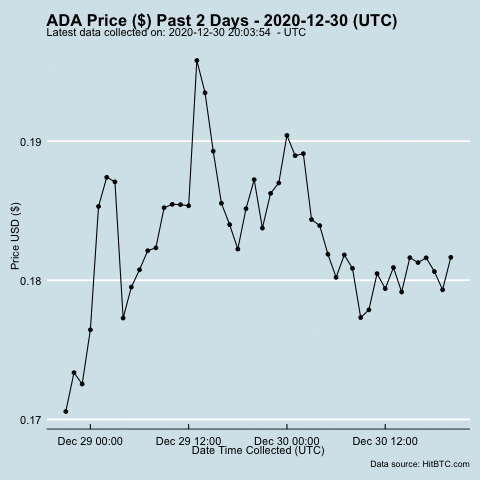 ADA Price ($) Past 2 Days - 2020-12-30 (UTC)
Latest data collected on: 2020-12-30 20:03:54 - UTC
0.19
0.18
0.17
Price USD ($)
Dec 29 00:00 Dec 29 12:00 Dec 30 00:00 Dec 30 12:00
Date Time Collected (UTC)
Data source: HitBTC.com